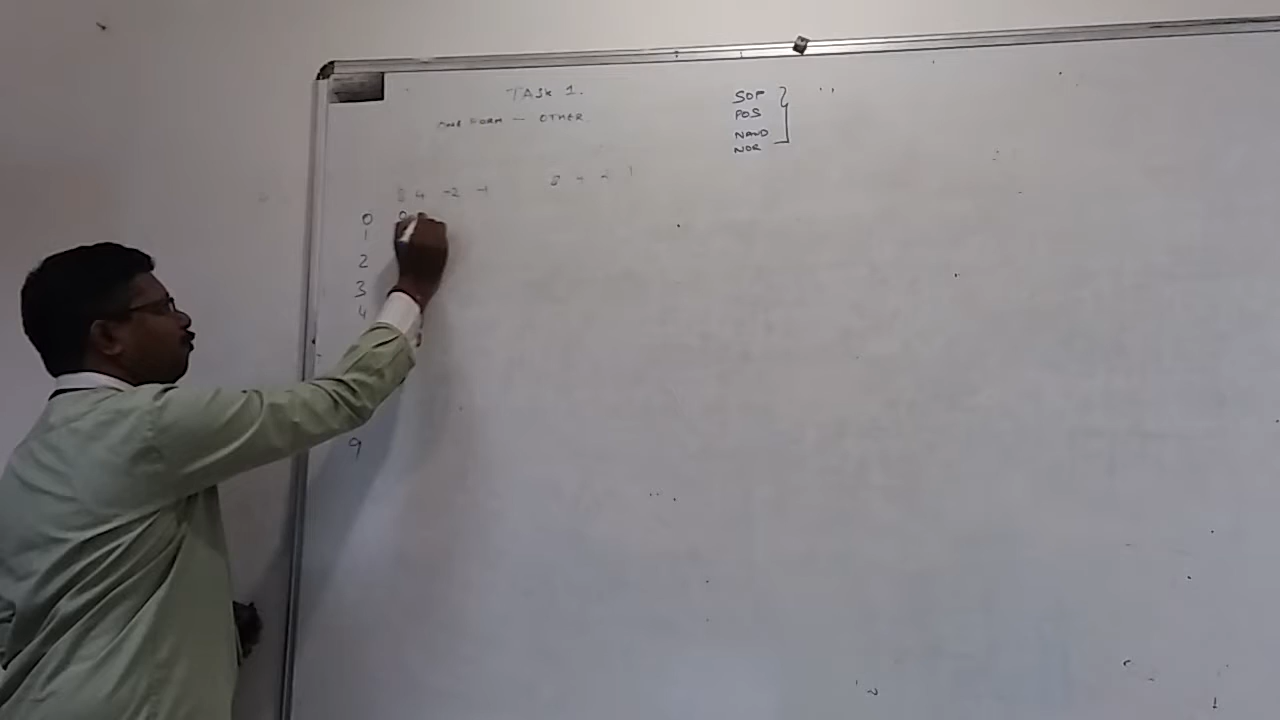 TASK 1.
ONE FORM — OTHER
SOP
POS
NAND
NOR
8 4 -2 -1
0 0
1
2
3
4
9